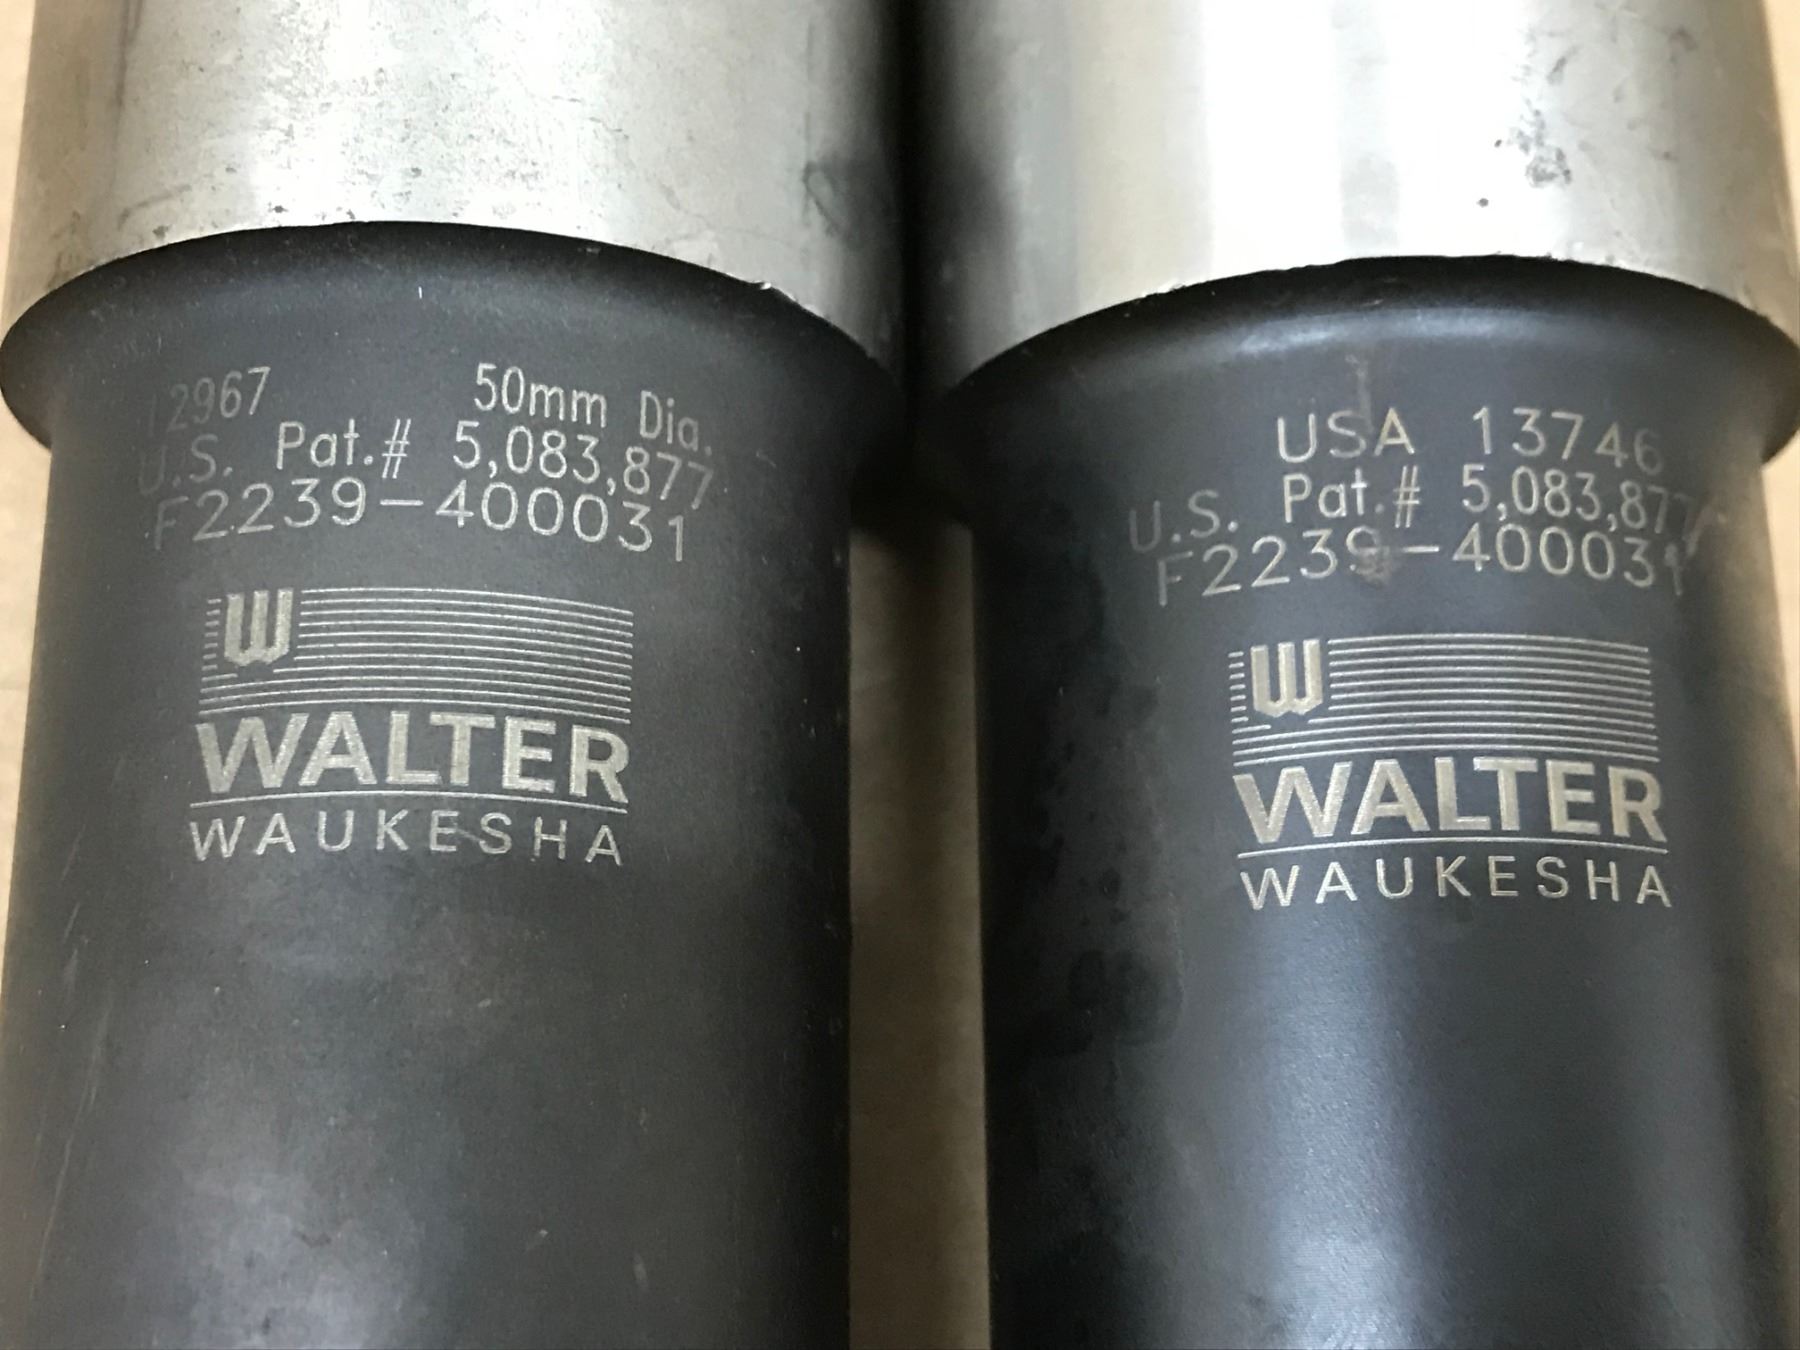 12967 50mm Dia.
U.S. Pat.# 5,083,877
F2239-400031
W
WALTER
WAUKESHA
USA 13746
U.S. Pat.# 5,083,877
F2239-400031
W
WALTER
WAUKESHA